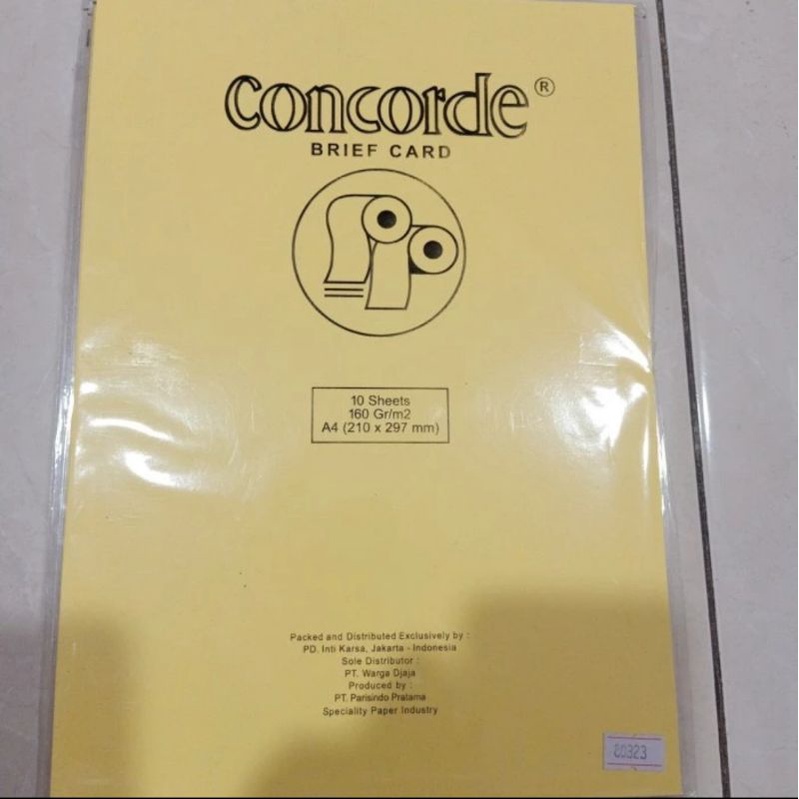 Concorde ®
BRIEF CARD
10 Sheets
160 Gr/m2
A4 (210 x 297 mm)
Packed and Distributed Exclusively by :
PD. Inti Karsa, Jakarta - Indonesia
Sole Distributor :
PT. Warga Djaja
Produced by :
PT. Parisindo Pratama
Speciality Paper Industry
20323